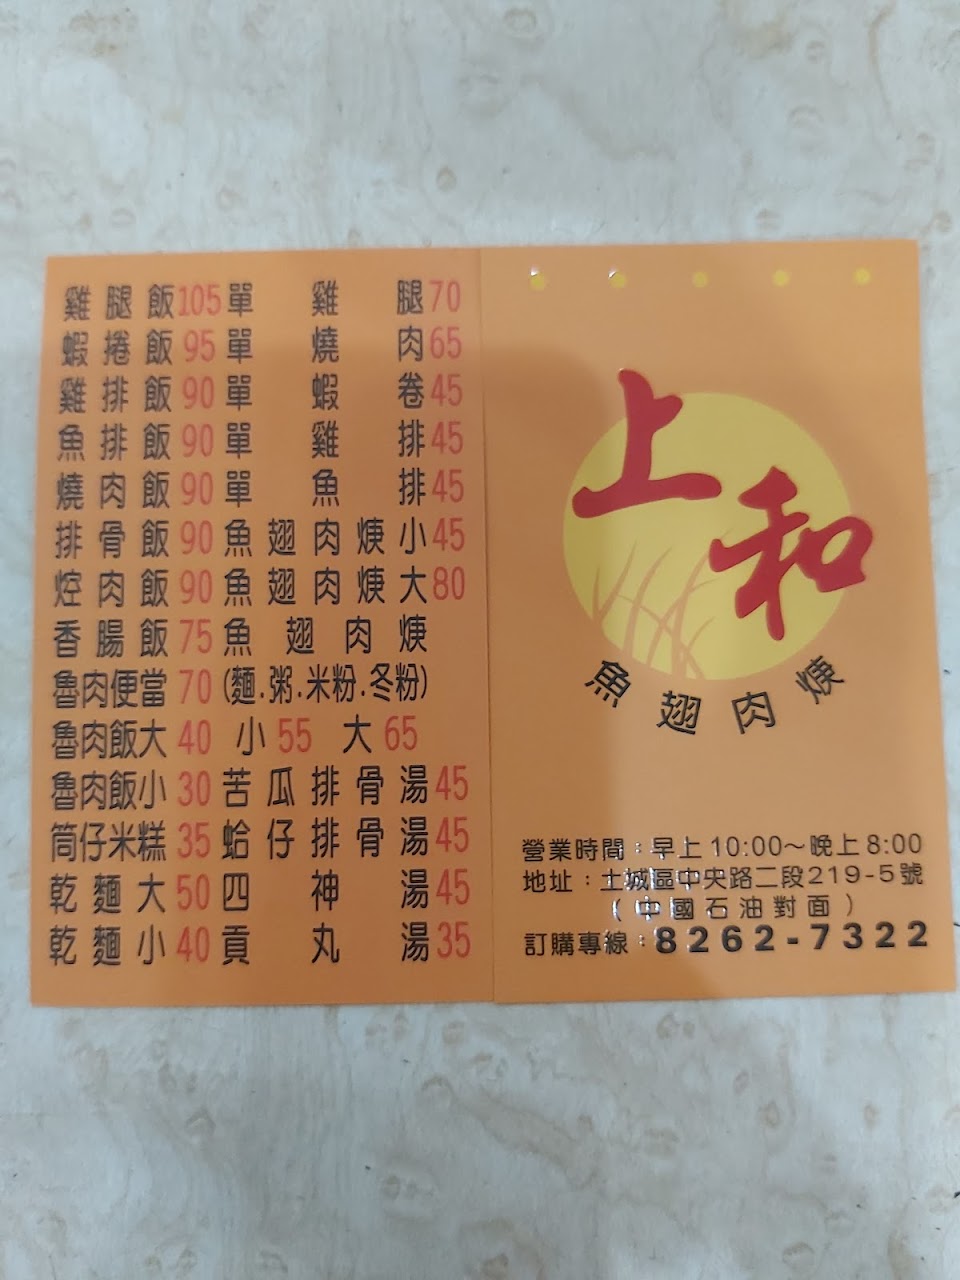 雞腿飯105
蝦捲飯95
雞排飯90
魚排飯90
燒肉飯90
排骨飯90
焢肉飯90
香腸飯75
魯肉便當70
魯肉飯大40
魯肉飯小30
筒仔米糕35
乾麵大50
乾麵小40
單雞腿70
單燒肉65
單蝦卷45
單雞排45
單魚排45
魚翅肉焿小45
魚翅肉焿大80
魚翅肉焿
(麵.粥.米粉.冬粉)
小55 大65
苦瓜排骨湯45
蛤仔排骨湯45
四神湯45
貢丸湯35
上和
魚翅肉焿
營業時間：早上10:00～晚上8:00
地址：土城區中央路二段219-5號
（中國石油對面）
訂購專線：8262-7322